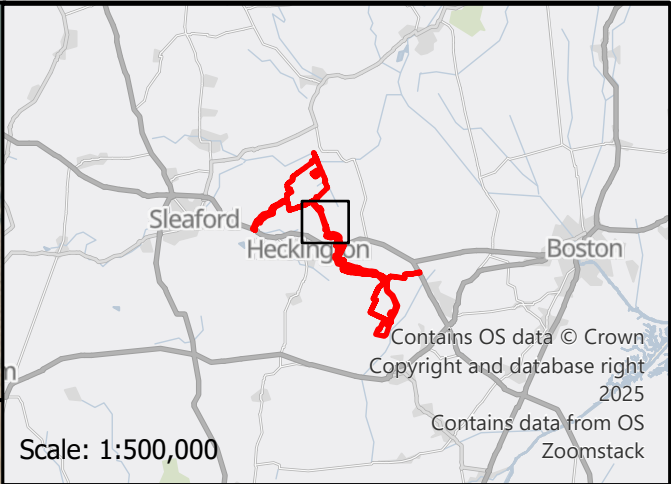 Sleaford
Heckington
Boston
m
Contains OS data © Crown
Copyright and database right
2025
Contains data from OS
Zoomstack
Scale: 1:500,000